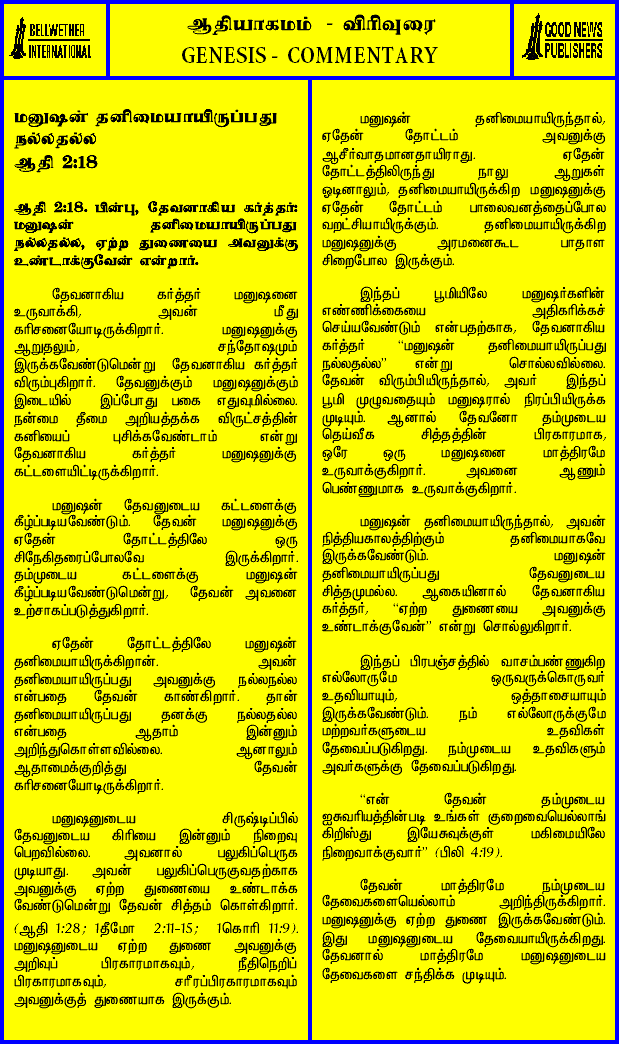 BELLWETHER
INTERNATIONAL
ஆதியாகமம் - விரிவுரை
GENESIS - COMMENTARY
GOOD NEWS
PUBLISHERS
மனுஷன் தனிமையாயிருப்பது
நல்லதல்ல
ஆதி 2:18
ஆதி 2:18. பின்பு, தேவனாகிய கர்த்தர்:
மனுஷன் தனிமையாயிருப்பது
நல்லதல்ல, ஏற்ற துணையை அவனுக்கு
உண்டாக்குவேன் என்றார்.
தேவனாகிய கர்த்தர் மனுஷனை
உருவாக்கி, அவன் மீது
கரிசனையோடிருக்கிறார். மனுஷனுக்கு
ஆறுதலும், சந்தோஷமும்
இருக்கவேண்டுமென்று தேவனாகிய கர்த்தர்
விரும்புகிறார். தேவனுக்கும் மனுஷனுக்கும்
இடையில் இப்போது பகை எதுவுமில்லை.
நன்மை தீமை அறியத்தக்க விருட்சத்தின்
கனியைப் புசிக்கவேண்டாம் என்று
தேவனாகிய கர்த்தர் மனுஷனுக்கு
கட்டளையிட்டிருக்கிறார்.
மனுஷன் தேவனுடைய கட்டளைக்கு
கீழ்ப்படியவேண்டும். தேவன் மனுஷனுக்கு
ஏதேன் தோட்டத்திலே ஒரு
சிநேகிதரைப்போலவே இருக்கிறார்.
தம்முடைய கட்டளைக்கு மனுஷன்
கீழ்ப்படியவேண்டுமென்று, தேவன் அவனை
உற்சாகப்படுத்துகிறார்.
ஏதேன் தோட்டத்திலே மனுஷன்
தனிமையாயிருக்கிறான். அவன்
தனிமையாயிருப்பது அவனுக்கு நல்லநல்ல
என்பதை தேவன் காண்கிறார். தான்
தனிமையாயிருப்பது தனக்கு நல்லதல்ல
என்பதை ஆதாம் இன்னும்
அறிந்துகொள்ளவில்லை. ஆனாலும்
ஆதாமைக்குறித்து தேவன்
கரிசனையோடிருக்கிறார்.
மனுஷனுடைய சிருஷ்டிப்பில்
தேவனுடைய கிரியை இன்னும் நிறைவு
பெறவில்லை. அவனால் பலுகிப்பெருக
முடியாது. அவன் பலுகிப்பெருகுவதற்காக
அவனுக்கு ஏற்ற துணையை உண்டாக்க
வேண்டுமென்று தேவன் சித்தம் கொள்கிறார்.
(ஆதி 1:28; 1தீமோ 2:11-15; 1கொரி 11:9).
மனுஷனுடைய ஏற்ற துணை அவனுக்கு
அறிவுப் பிரகாரமாகவும், நீதிநெறிப்
பிரகாரமாகவும், சரீரப்பிரகாரமாகவும்
அவனுக்குத் துணையாக இருக்கும்.
மனுஷன் தனிமையாயிருந்தால்,
ஏதேன் தோட்டம் அவனுக்கு
ஆசீர்வாதமானதாயிராது. ஏதேன்
தோட்டத்திலிருந்து நாலு ஆறுகள்
ஓடினாலும், தனிமையாயிருக்கிற மனுஷனுக்கு
ஏதேன் தோட்டம் பாலைவனத்தைப்போல
வறட்சியாயிருக்கும். தனிமையாயிருக்கிற
மனுஷனுக்கு அரமனைகூட பாதாள
சிறைபோல இருக்கும்.
இந்தப் பூமியிலே மனுஷர்களின்
எண்ணிக்கையை அதிகரிக்கச்
செய்யவேண்டும் என்பதற்காக, தேவனாகிய
கர்த்தர் “மனுஷன் தனிமையாயிருப்பது
நல்லதல்ல” என்று சொல்லவில்லை.
தேவன் விரும்பியிருந்தால், அவர் இந்தப்
பூமி முழுவதையும் மனுஷரால் நிரப்பியிருக்க
முடியும். ஆனால் தேவனோ தம்முடைய
தெய்வீக சித்தத்தின் பிரகாரமாக,
ஒரே ஒரு மனுஷனை மாத்திரமே
உருவாக்குகிறார். அவனை ஆணும்
பெண்ணுமாக உருவாக்குகிறார்.
மனுஷன் தனிமையாயிருந்தால், அவன்
நித்தியகாலத்திற்கும் தனிமையாகவே
இருக்கவேண்டும். மனுஷன்
தனிமையாயிருப்பது தேவனுடைய
சித்தமுமல்ல. ஆகையினால் தேவனாகிய
கர்த்தர், “ஏற்ற துணையை அவனுக்கு
உண்டாக்குவேன்” என்று சொல்லுகிறார்.
இந்தப் பிரபஞ்சத்தில் வாசம்பண்ணுகிற
எல்லோருமே ஒருவருக்கொருவர்
உதவியாயும், ஒத்தாசையாயும்
இருக்கவேண்டும். நம் எல்லோருக்குமே
மற்றவர்களுடைய உதவிகள்
தேவைப்படுகிறது. நம்முடைய உதவிகளும்
அவர்களுக்கு தேவைப்படுகிறது.
“என் தேவன் தம்முடைய
ஐசுவரியத்தின்படி உங்கள் குறைவையெல்லாங்
கிறிஸ்து இயேசுவுக்குள் மகிமையிலே
நிறைவாக்குவார்” (பிலி 4:19).
தேவன் மாத்திரமே நம்முடைய
தேவைகளையெல்லாம் அறிந்திருக்கிறார்.
மனுஷனுக்கு ஏற்ற துணை இருக்கவேண்டும்.
இது மனுஷனுடைய தேவையாயிருக்கிறது.
தேவனால் மாத்திரமே மனுஷனுடைய
தேவைகளை சந்திக்க முடியும்.